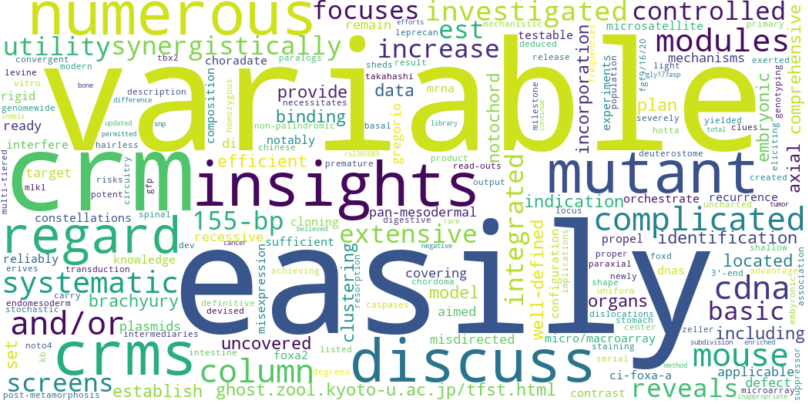 numerous
focuses
investigated
controlled
remain
efforts
mechanistic
primary
convergent
leprecan
microsatellite
utility
synergistically
est
testable
modules
comprehensive
modern
tbx2
paralogs
sheds
result
deduced
frequencies
levine
choradate
increase
release
light
gly177asp
vitro
takahashi
incorporation
mechanisms
exerted
bone
description
composition
homozygous
provide
data
mrna
experiments
population
fgf9/16/20
genomewide
difference
updated
snp
necessitates
notochord
embryonic
milestone
genotyping
indels
permitted
rigid
non-palindromic
binding
gregorio
plan
rs2305089
basal
severely
clues
ready
hairless
chinese
library
hotta
yielded
total
continue
interfere
notably
di
efficient
variable
deuterostome
eliciting
multi-tiered
target
premature
product
read-outs
axial
created
crm
insights
mutant
risks
potent
mlk1
gfp
circuitry
output
orchestrate
recurrence
locus
uncharted
tumor
constellations
spinal
155-bp
pan-mesodermal
indication
complicated
regard
recessive
cloning
digestive
rare
believed
reliably
dev
sufficient
extensive
integrated
well-defined
configuration
implications
propel
foxd
shallow
erives
cancer
knowledge
definitive
negative
identification
proper
paraxial
dnas
3'-end
advantage
systematic
transduction
achieving
misexpression
clustering
covering
chordoma
newly
shape
uniform
located
embyronic
association
endomesoderm
carry
brachyury
resorption
model
organs
cdna
stochastic
devised
plasmids
caspases
aimed
dislocations
stomach
basic
and/or
intermediaries
uncovered
misdirected
center
zeller
including
kb
noto4
foxa2
micro/macroarray
subdivision
enriched
suppressor
set
crms
easily
discuss
staining
serial
method
mouse
applicable
screens
column
listed
degrees
ci-foxa-a
defect
microarray
post-metamorphosis
establish
intestine
ghost.zool.kyoto-u.ac.jp/tfst.html
contrast
reveals
inappropriate